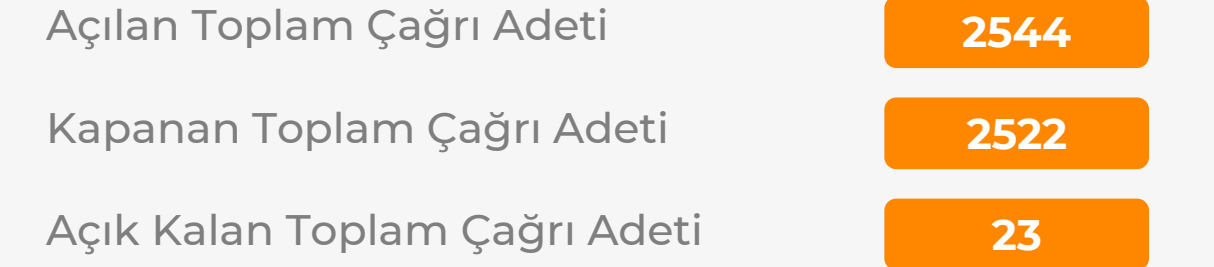 Açılan Toplam Çağrı Adeti 2544
Kapanan Toplam Çağrı Adeti 2522
Açık Kalan Toplam Çağrı Adeti 23